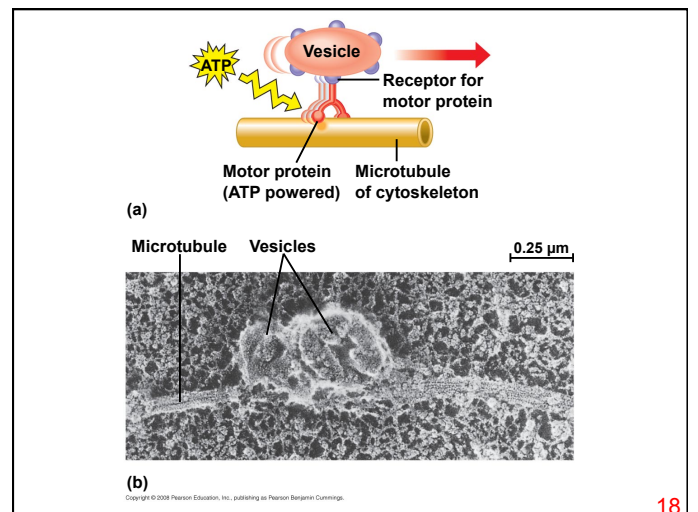 Vesicle
ATP
Receptor for
motor protein
Motor protein
(ATP powered)
Microtubule
of cytoskeleton
(a)
Microtubule
Vesicles
0.25 µm
(b)
Copyright © 2008 Pearson Education, Inc., publishing as Pearson Benjamin Cummings.
18